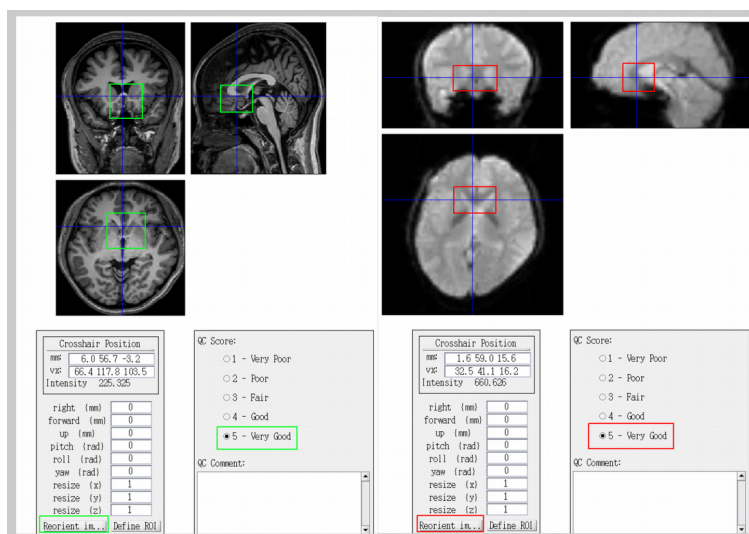 Crosshair Position
mm: 6.0 56.7 -3.2
vx: 66.4 117.8 103.5
Intensity 225.325
right {mm} 0
forward {mm} 0
up {mm} 0
pitch {rad} 0
roll {rad} 0
yaw {rad} 0
resize {x} 1
resize {y} 1
resize {z} 1
Reorient im... Define ROI
QC Score:
1 - Very Poor
2 - Poor
3 - Fair
4 - Good
5 - Very Good
QC Comment:
Crosshair Position
mm: 1.6 59.0 15.6
vx: 32.5 41.1 16.2
Intensity 660.626
right {mm} 0
forward {mm} 0
up {mm} 0
pitch {rad} 0
roll {rad} 0
yaw {rad} 0
resize {x} 1
resize {y} 1
resize {z} 1
Reorient im... Define ROI
QC Score:
1 - Very Poor
2 - Poor
3 - Fair
4 - Good
5 - Very Good
QC Comment: